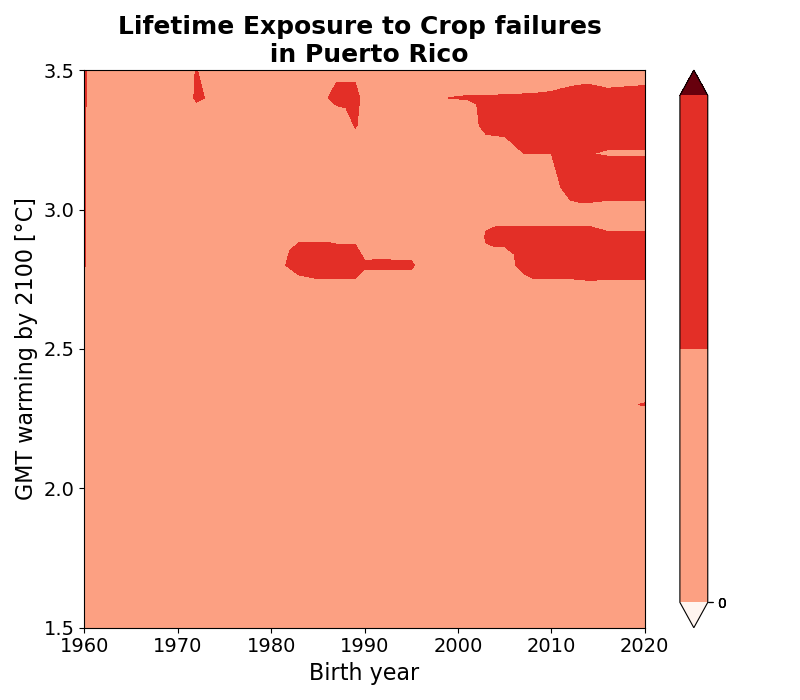 Lifetime Exposure to Crop failures
in Puerto Rico
GMT warming by 2100 [°C]
3.5
3.0
2.5
2.0
1.5
1960 1970 1980 1990 2000 2010 2020
Birth year
0